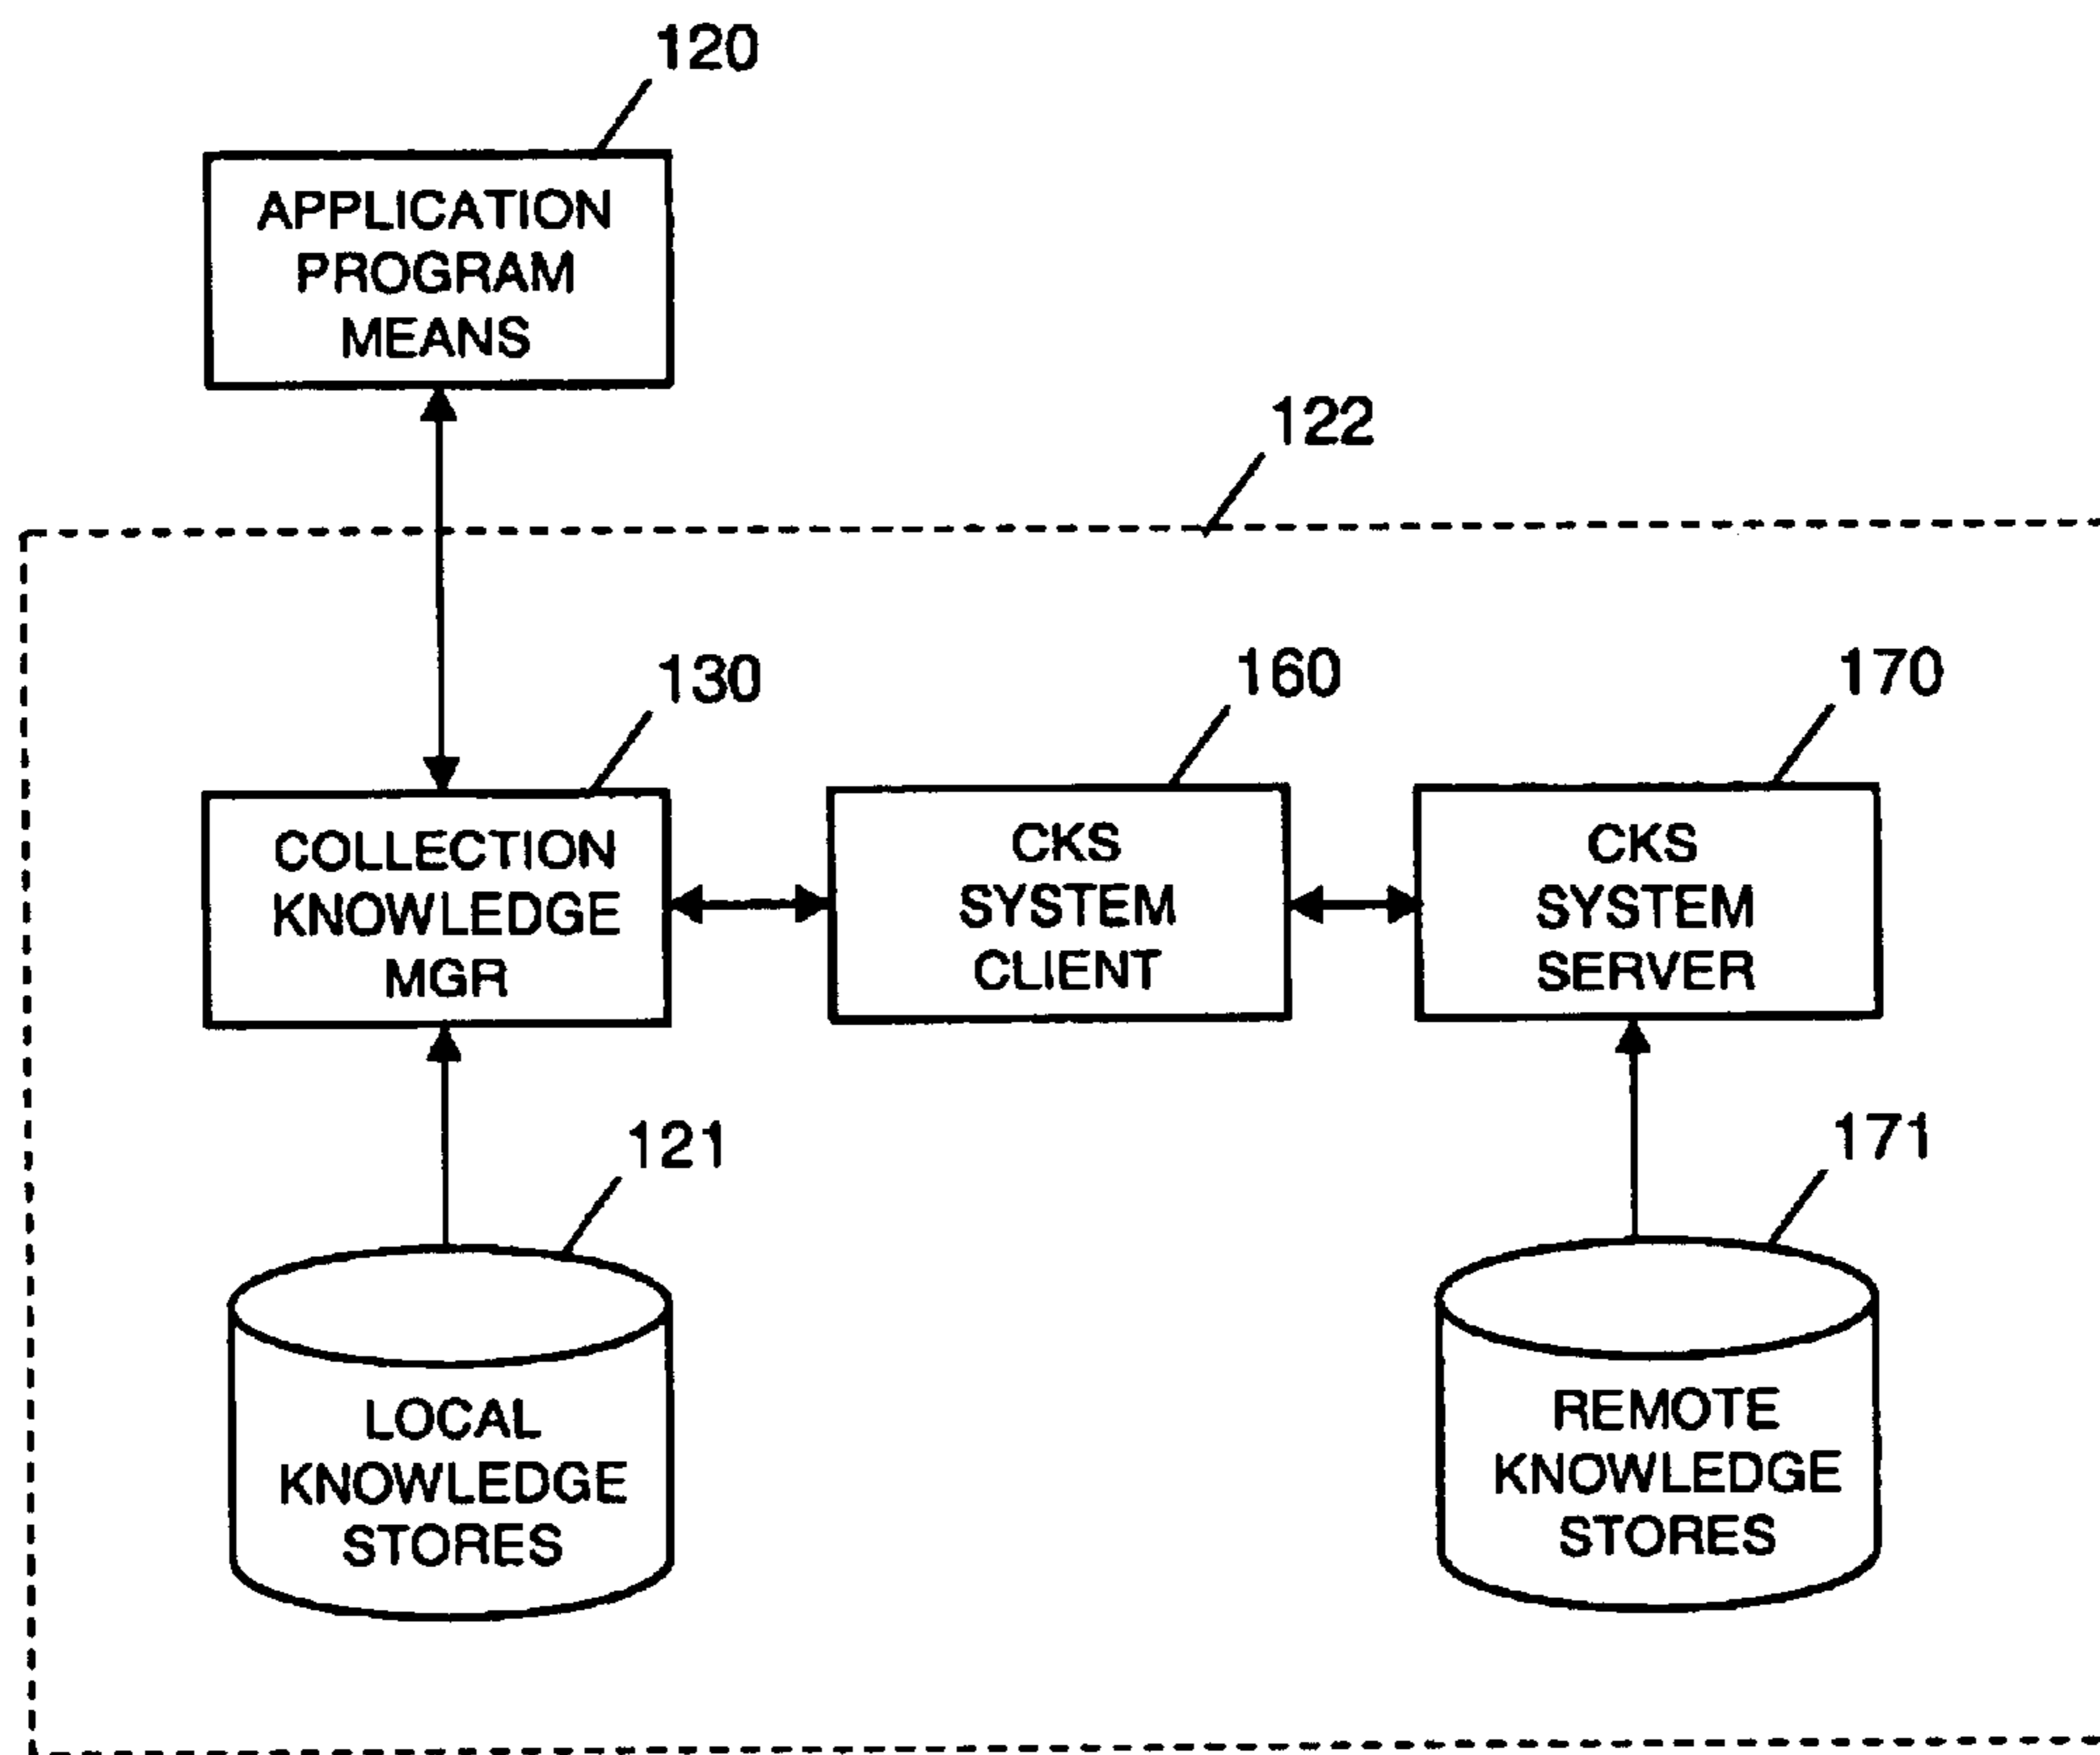 120
APPLICATION
PROGRAM
MEANS
122
130
160
170
COLLECTION
KNOWLEDGE
MGR
CKS
SYSTEM
CLIENT
CKS
SYSTEM
SERVER
121
171
LOCAL
KNOWLEDGE
STORES
REMOTE
KNOWLEDGE
STORES